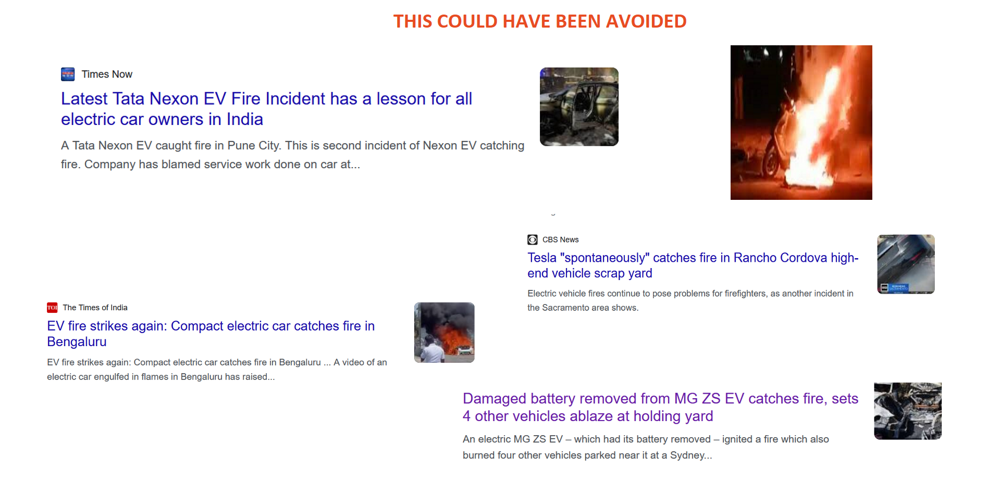 THIS COULD HAVE BEEN AVOIDED
Times Now
Latest Tata Nexon EV Fire Incident has a lesson for all
electric car owners in India
A Tata Nexon EV caught fire in Pune City. This is second incident of Nexon EV catching
fire. Company has blamed service work done on car at...
CBS News
Tesla "spontaneously" catches fire in Rancho Cordova high-
end vehicle scrap yard
Electric vehicle fires continue to pose problems for firefighters, as another incident in
the Sacramento area shows.
TOI
The Times of India
EV fire strikes again: Compact electric car catches fire in
Bengaluru
EV fire strikes again: Compact electric car catches fire in Bengaluru ... A video of an
electric car engulfed in flames in Bengaluru has raised...
Damaged battery removed from MG ZS EV catches fire, sets
4 other vehicles ablaze at holding yard
An electric MG ZS EV – which had its battery removed – ignited a fire which also
burned four other vehicles parked near it at a Sydney...